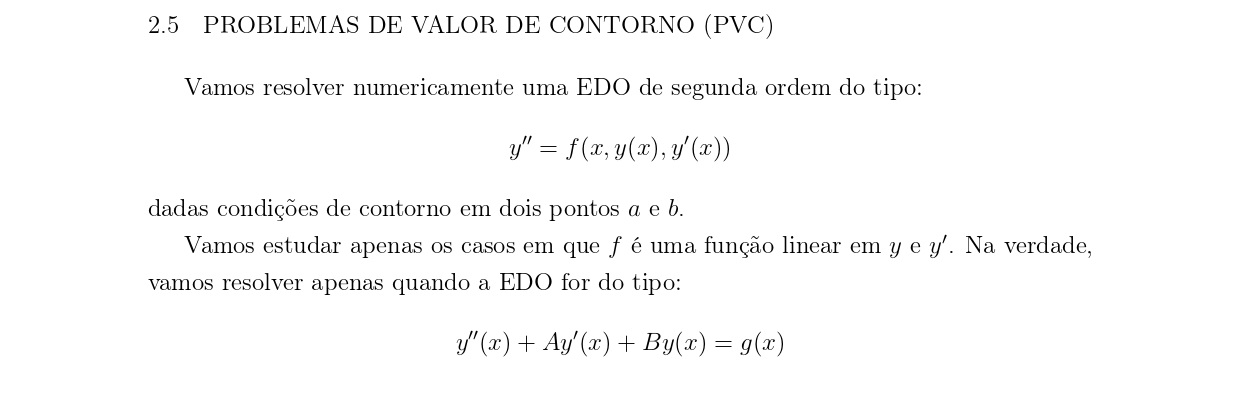 2.5 PROBLEMAS DE VALOR DE CONTORNO (PVC)
Vamos resolver numericamente uma EDO de segunda ordem do tipo:
y″ = f(x, y(x), y′(x))
dadas condições de contorno em dois pontos a e b.
Vamos estudar apenas os casos em que f é uma função linear em y e y′. Na verdade,
vamos resolver apenas quando a EDO for do tipo:
y″(x) + Ay′(x) + By(x) = g(x)